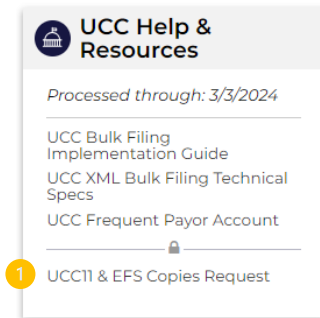 UCC Help &
Resources
Processed through: 3/3/2024
UCC Bulk Filing
Implementation Guide
UCC XML Bulk Filing Technical
Specs
UCC Frequent Payor Account
1 UCC11 & EFS Copies Request